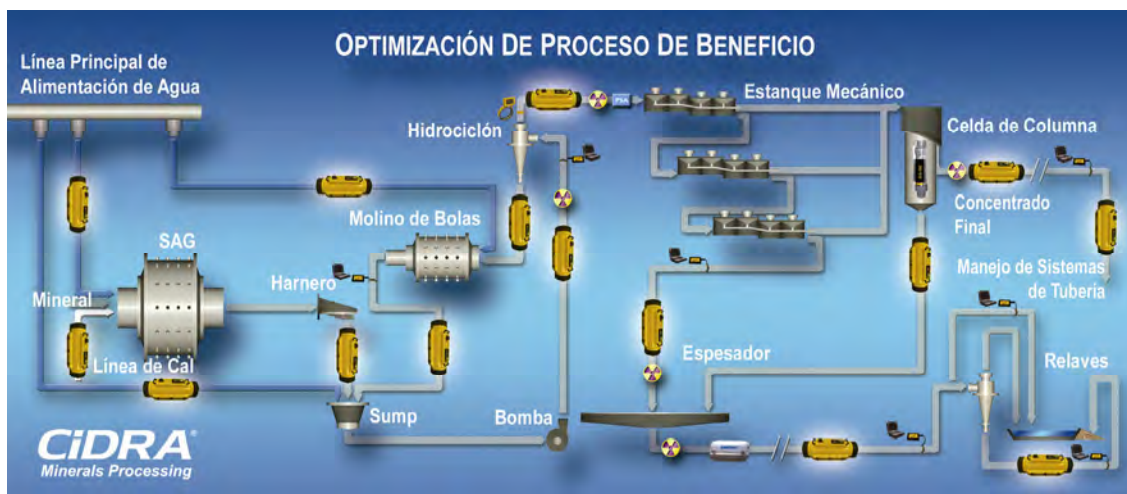 OPTIMIZACIÓN DE PROCESO DE BENEFICIO
Línea Principal de
Alimentación de Agua
Estanque Mecánico
Hidrociclón
Celda de Columna
Molino de Bolas
Concentrado
Final
SAG
Harnero
Mineral
Manejo de Sistemas
de Tuberia
Línea de Cal
Espesador
Relaves
Sump
Bomba
CiDRA®
Minerals Processing